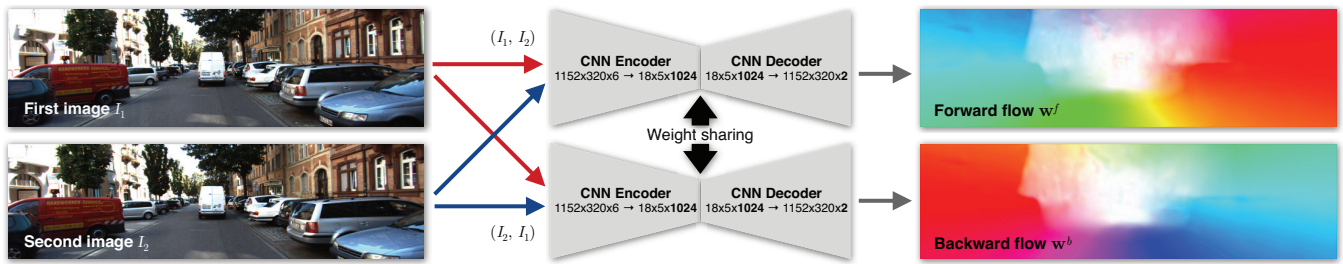 First image I₁
Second image I₂
(I₁, I₂)
(I₂, I₁)
CNN Encoder
1152x320x6 → 18x5x1024
CNN Decoder
18x5x1024 → 1152x320x2
Weight sharing
CNN Encoder
1152x320x6 → 18x5x1024
CNN Decoder
18x5x1024 → 1152x320x2
Forward flow wᶠ
Backward flow wᵇ